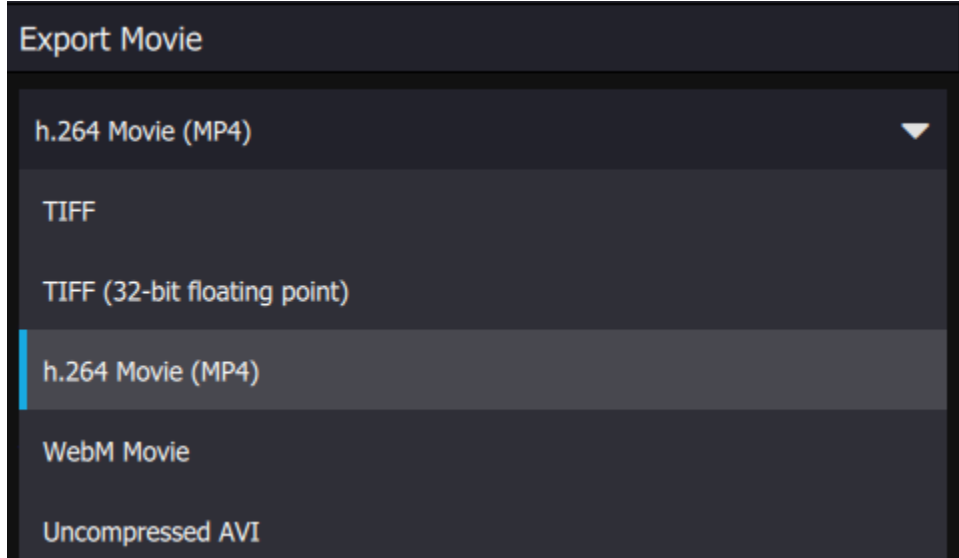 Export Movie
h.264 Movie (MP4)
TIFF
TIFF (32-bit floating point)
h.264 Movie (MP4)
WebM Movie
Uncompressed AVI